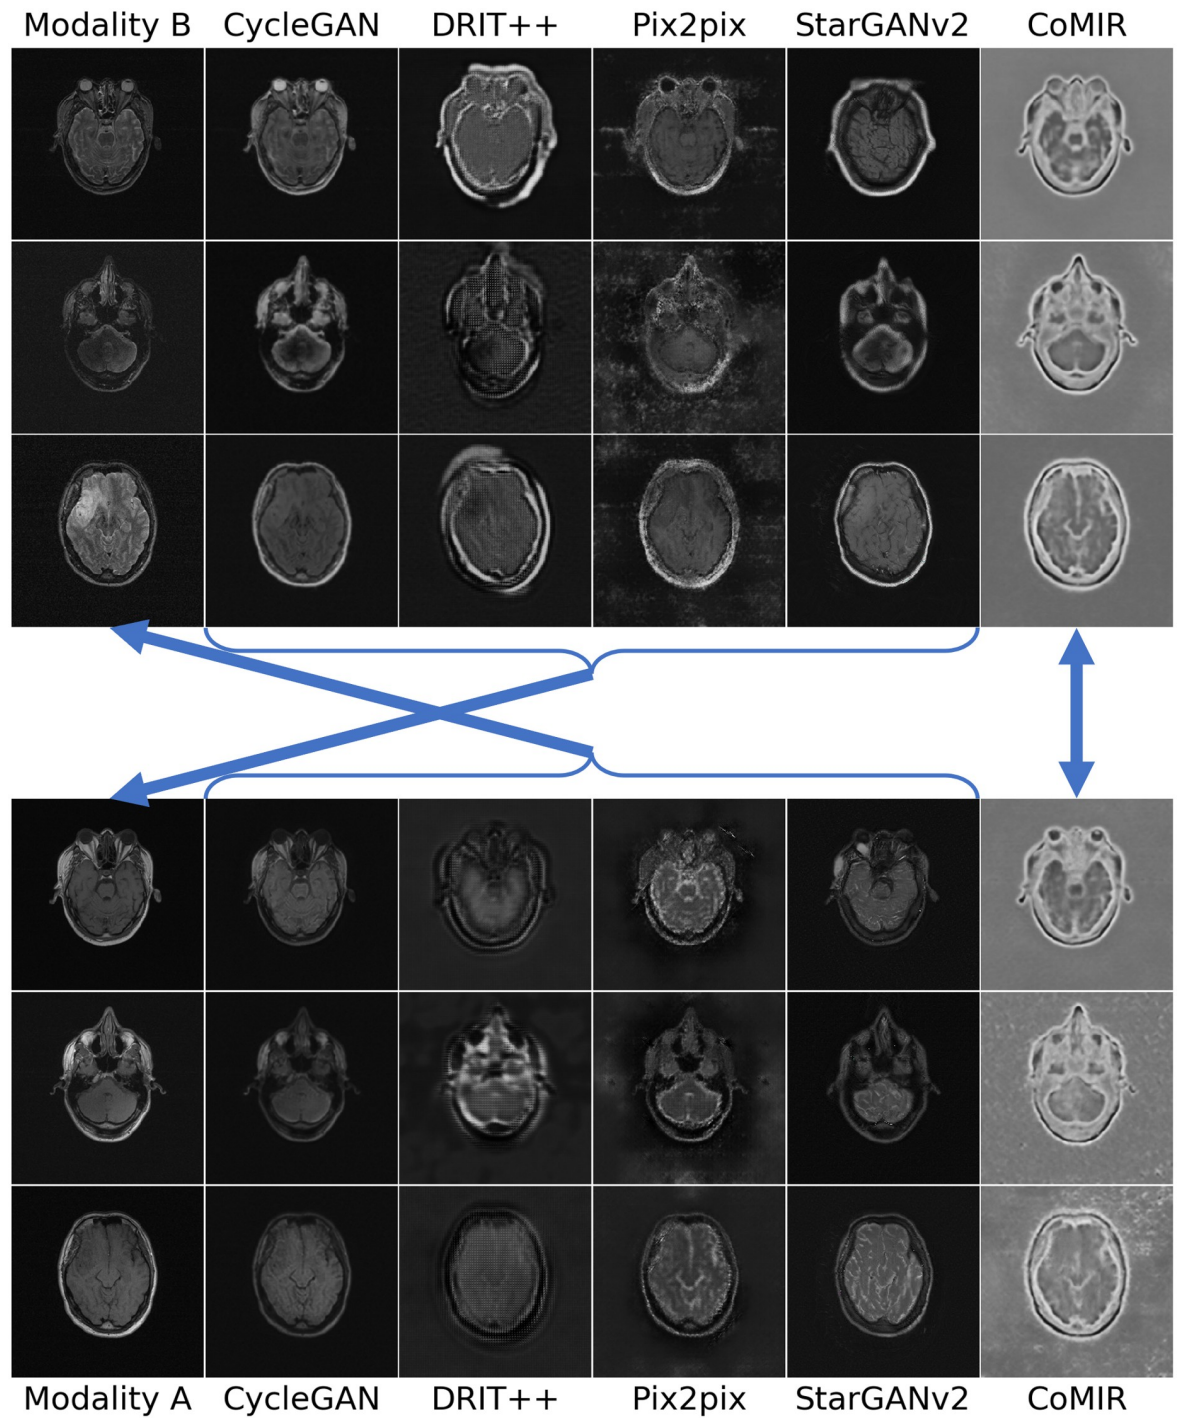 Modality B CycleGAN DRIT++ Pix2pix StarGANv2 CoMIR
Modality A CycleGAN DRIT++ Pix2pix StarGANv2 CoMIR